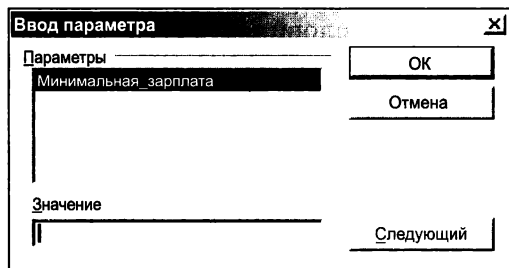 Ввод параметра
Параметры
ОК
Минимальная_зарплата
Отмена
Значение
Следующий